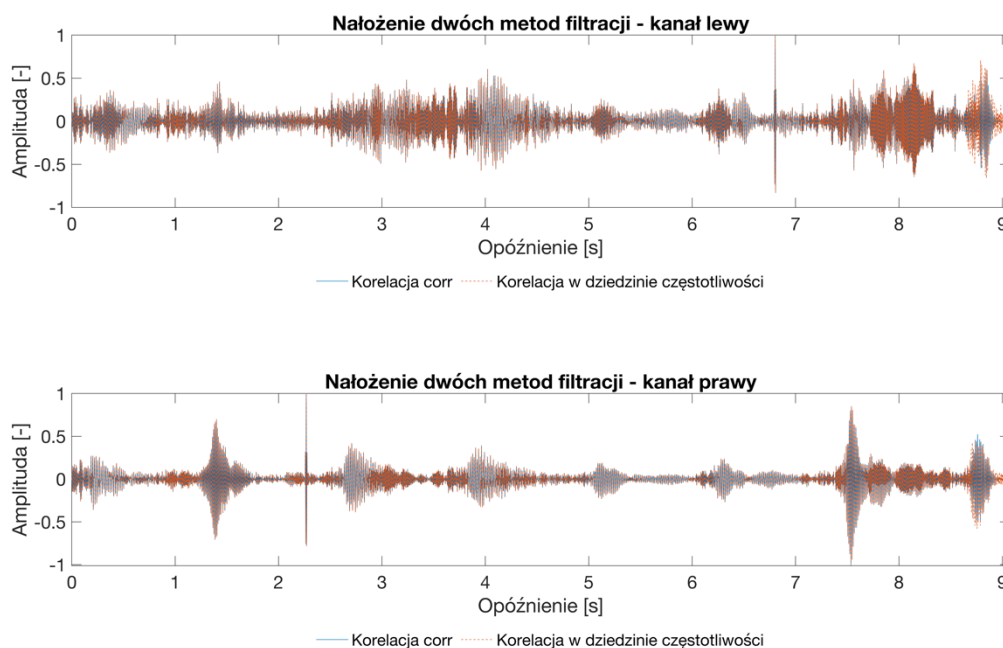 Nałożenie dwóch metod filtracji - kanał lewy
1
0.5
0
-0.5
-1
Amplituda [-]
0 1 2 3 4 5 6 7 8 9
Opóźnienie [s]
Korelacja corr Korelacja w dziedzinie częstotliwości
Nałożenie dwóch metod filtracji - kanał prawy
1
0.5
0
-0.5
-1
Amplituda [-]
0 1 2 3 4 5 6 7 8 9
Opóźnienie [s]
Korelacja corr Korelacja w dziedzinie częstotliwości